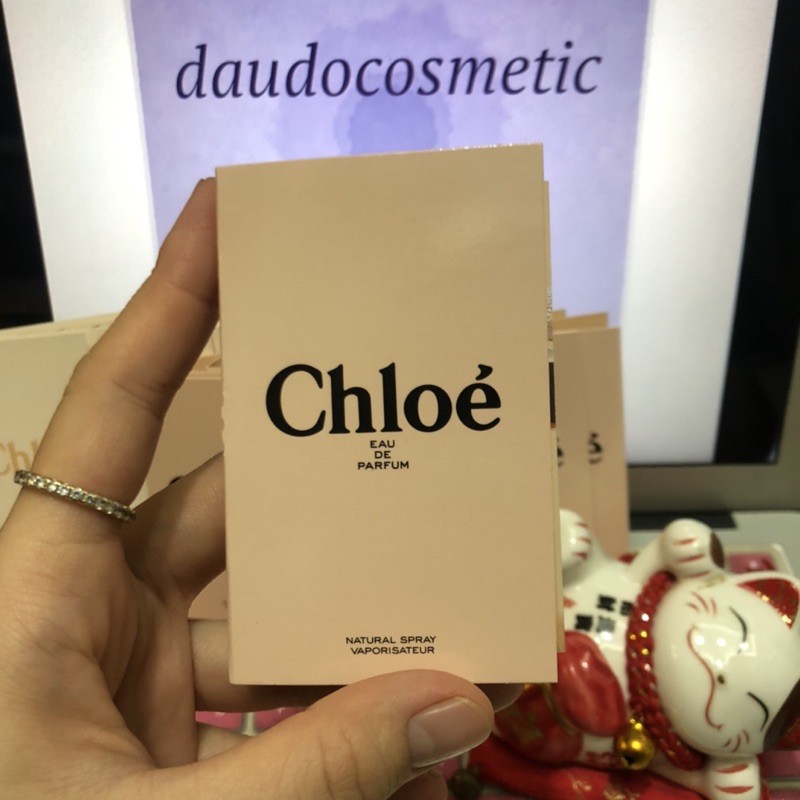 daudocosmetic
Chloé
EAU
DE
PARFUM
NATURAL SPRAY
VAPORISATEUR